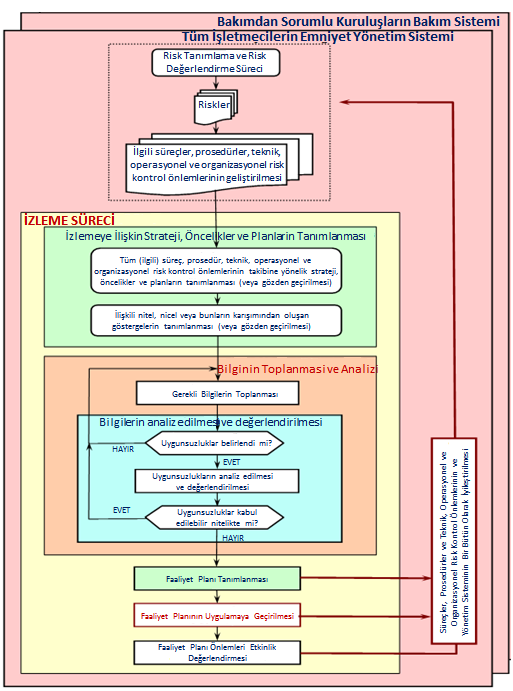 Bakımdan Sorumlu Kuruluşların Bakım Sistemi
Tüm İşletmecilerin Emniyet Yönetim Sistemi
Risk Tanımlama ve Risk
Değerlendirme Süreci
Riskler
İlgili süreçler, prosedürler, teknik,
operasyonel ve organizasyonel risk
kontrol önlemlerinin geliştirilmesi
İZLEME SÜRECİ
İzlemeye İlişkin Strateji, Öncelikler ve Planların Tanımlanması
Tüm (ilgili) süreç, prosedür, teknik, operasyonel ve
organizasyonel risk kontrol önlemlerinin takibine yönelik strateji,
öncelikler ve planların tanımlanması (veya gözden geçirilmesi)
İlişkili nitel, nicel veya bunların karışımından oluşan
göstergelerin tanımlanması (veya gözden geçirilmesi)
Bilginin Toplanması ve Analizi
Gerekli Bilgilerin Toplanması
Bilgilerin analiz edilmesi ve değerlendirilmesi
Uygunsuzluklar belirlendi mi?
HAYIR
EVET
Uygunsuzlukların analiz edilmesi
ve değerlendirilmesi
EVET
Uygunsuzluklar kabul
edilebilir nitelikte mi?
HAYIR
Faaliyet Planı Tanımlanması
Faaliyet Planının Uygulamaya Geçirilmesi
Faaliyet Planı Önlemleri Etkinlik
Değerlendirmesi
Süreçler, Prosedürler ve Teknik, Operasyonel ve
Organizasyonel Risk Kontrol Önlemlerinin ve
Yönetim Sisteminin Bir Bütün Olarak İyileştirilmesi